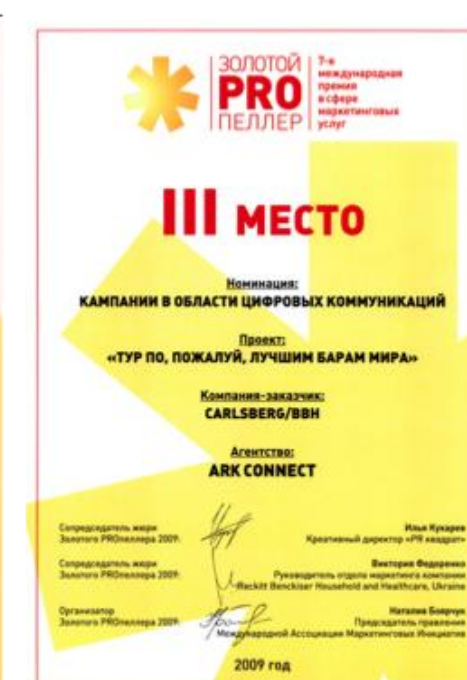 ЗОЛОТОЙ
PRO
ПЕЛЛЕР
7-я
международная
премия
в сфере
маркетинговых
услуг
III МЕСТО
Номинация:
КАМПАНИИ В ОБЛАСТИ ЦИФРОВЫХ КОММУНИКАЦИЙ
Проект:
«ТУР ПО, ПОЖАЛУЙ, ЛУЧШИМ БАРАМ МИРА»
Компания-заказчик:
CARLSBERG/BBH
Агентство:
ARK CONNECT
Сопредседатель жюри
Золотого PROпеллера 2009:
Илья Кухарев
Креативный директор «PR квадрат»
Сопредседатель жюри
Золотого PROпеллера 2009:
Виктория Федоренко
Руководитель отдела маркетинга компании
Reckitt Benckiser Household and Healthcare, Ukraine
Организатор
Золотого PROпеллера 2009:
Наталия Боярчук
Председатель правления
Международной Ассоциации Маркетинговых Инициатив
2009 год